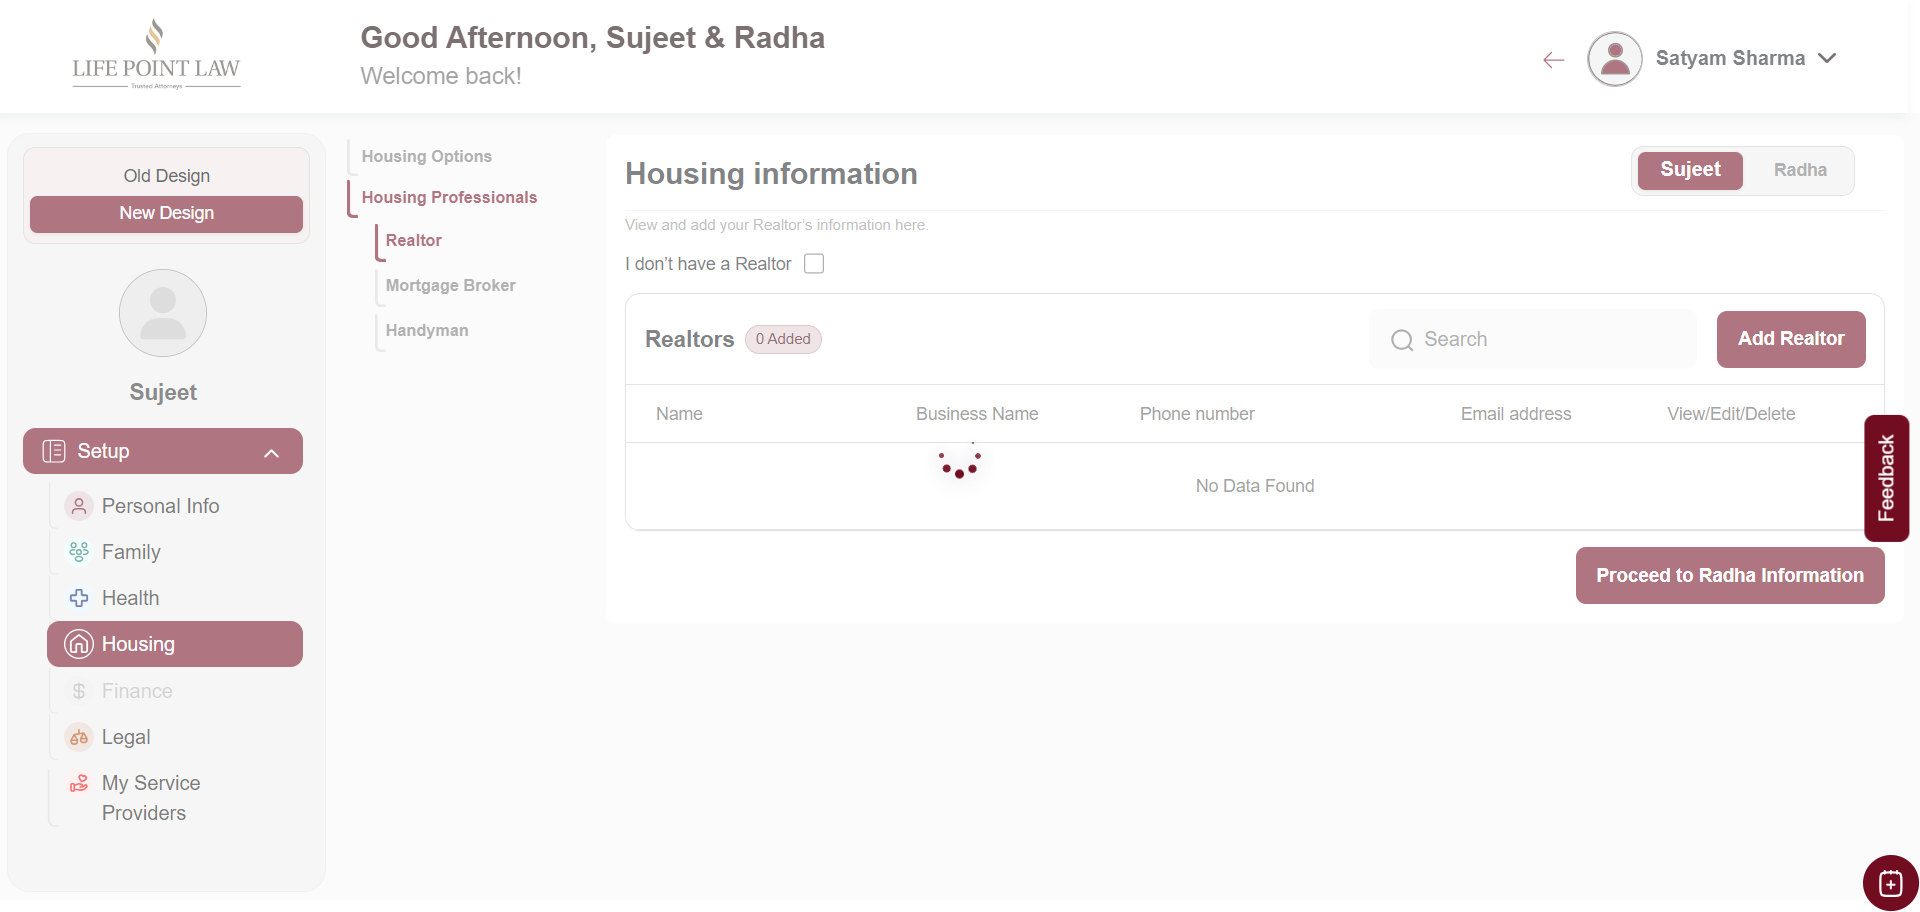 LIFE POINT LAW
Trusted Attorneys
Good Afternoon, Sujeet & Radha
Welcome back!
Satyam Sharma
Old Design
New Design
Sujeet
Setup
Personal Info
Family
Health
Housing
Finance
Legal
My Service
Providers
Housing Options
Housing Professionals
Realtor
Mortgage Broker
Handyman
Housing information
Sujeet
Radha
View and add your Realtor's information here.
I don't have a Realtor
Realtors
0 Added
Search
Add Realtor
Name
Business Name
Phone number
Email address
View/Edit/Delete
No Data Found
Proceed to Radha Information
Feedback